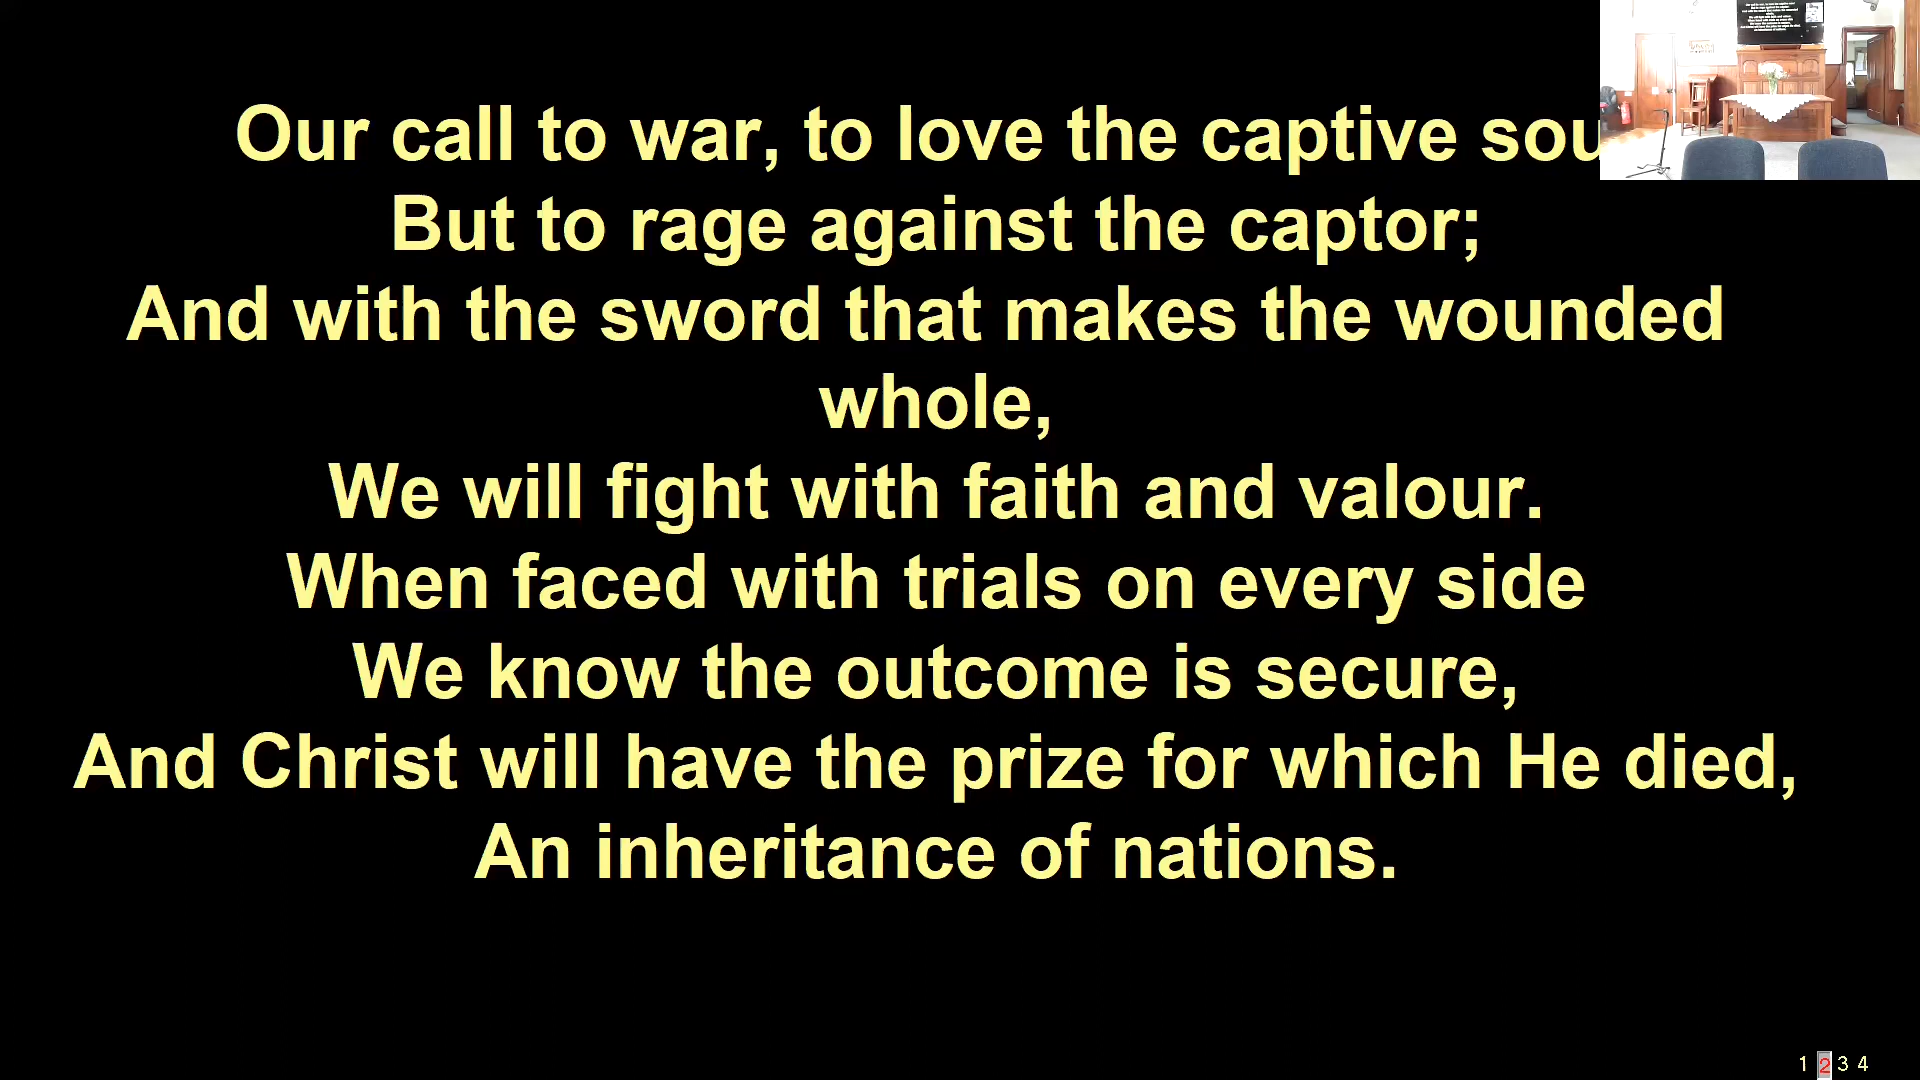 Our call to war, to love the captive sou
But to rage against the captor;
And with the sword that makes the wounded
whole,
We will fight with faith and valour.
When faced with trials on every side
We know the outcome is secure,
And Christ will have the prize for which He died,
An inheritance of nations.
1 2 3 4